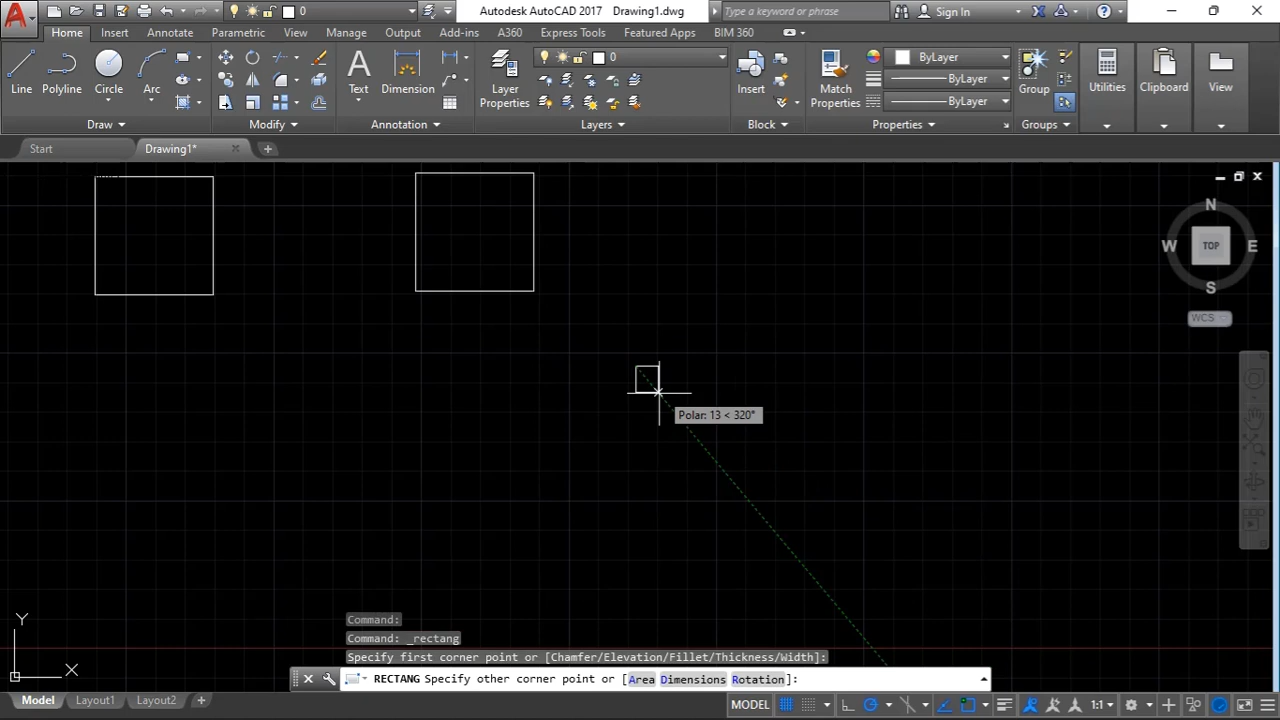 0
Autodesk AutoCAD 2017 Drawing1.dwg
Type a keyword or phrase
Sign In
Home Insert Annotate Parametric View Manage Output Add-ins A360 Express Tools Featured Apps BIM 360
Line Polyline Circle Arc Text Dimension Layer Properties 0 Insert Match Properties ByLayer ByLayer ByLayer Group Utilities Clipboard View
Draw Modify Annotation Layers Block Properties Groups
Start Drawing1*
N
W TOP E
S
WCS
Polar: 13 < 320°
Y
X
Command:
Command: _rectang
Specify first corner point or [Chamfer/Elevation/Fillet/Thickness/Width]:
RECTANG Specify other corner point or [Area Dimensions Rotation]:
Model Layout1 Layout2 +
MODEL 1:1